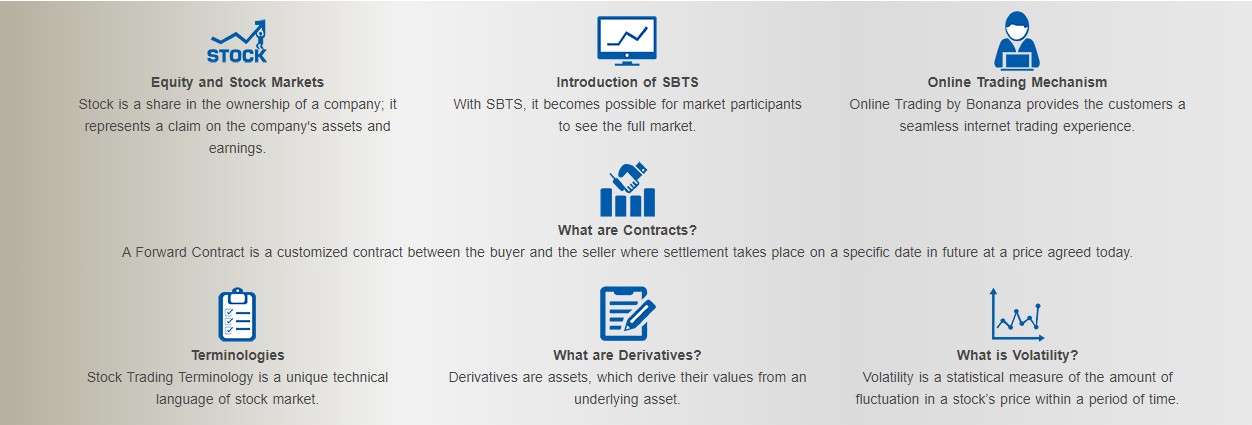 STOCK
Equity and Stock Markets
Stock is a share in the ownership of a company; it
represents a claim on the company's assets and
earnings.
Introduction of SBTS
With SBTS, it becomes possible for market participants
to see the full market.
Online Trading Mechanism
Online Trading by Bonanza provides the customers a
seamless internet trading experience.
What are Contracts?
A Forward Contract is a customized contract between the buyer and the seller where settlement takes place on a specific date in future at a price agreed today.
Terminologies
Stock Trading Terminology is a unique technical
language of stock market.
What are Derivatives?
Derivatives are assets, which derive their values from an
underlying asset.
What is Volatility?
Volatility is a statistical measure of the amount of
fluctuation in a stock’s price within a period of time.